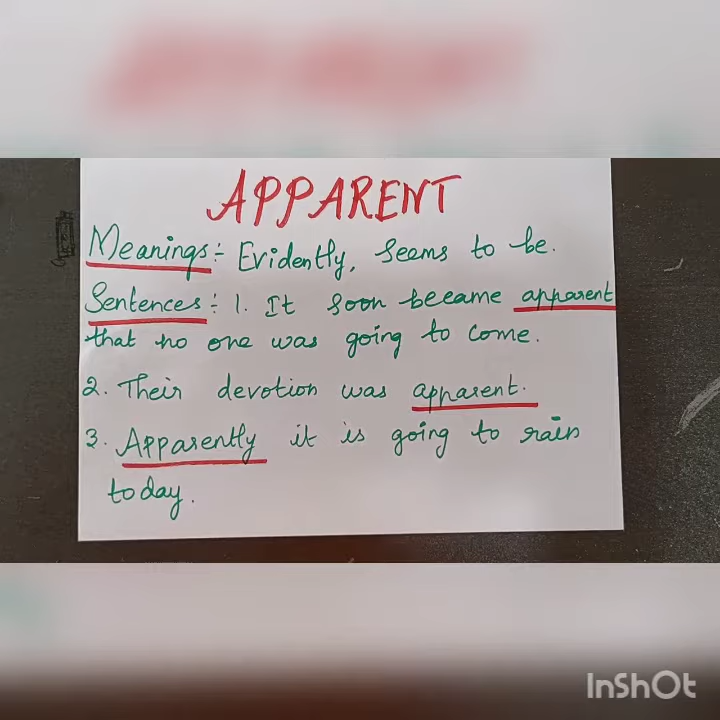 APPARENT
Meanings:- Evidently, seems to be.
Sentences:- 1. It soon became apparent
that no one was going to come.
2. Their devotion was apparent.
3. Apparently it is going to rain
today.
InShOt